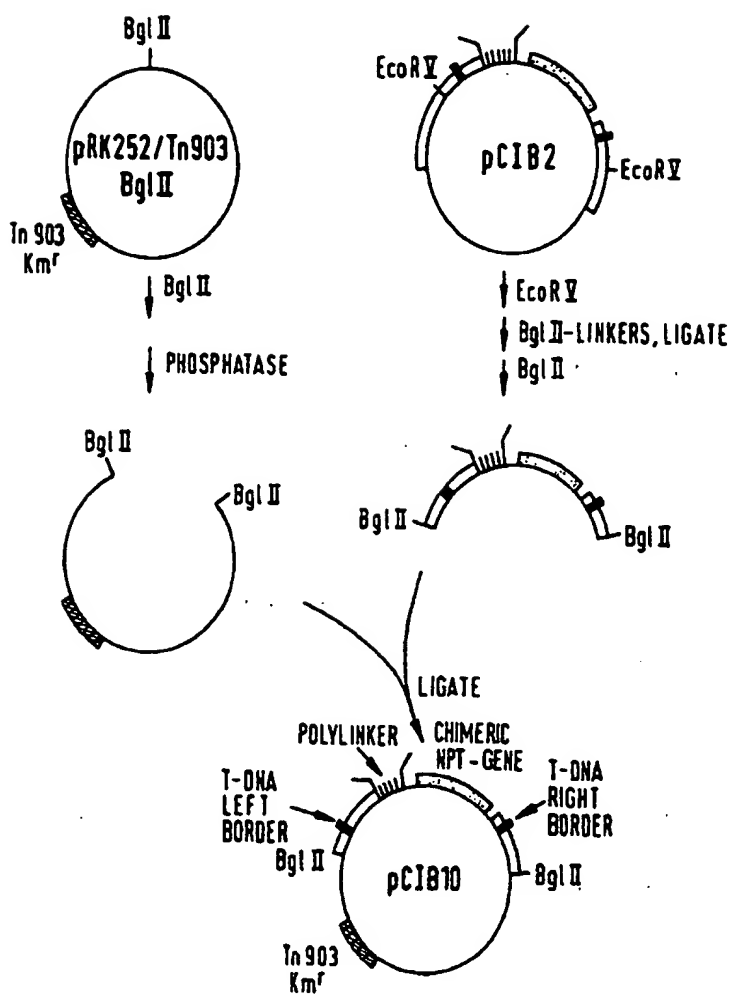 Bgl II
pRK252/Tn903
Bgl II
Tn 903
Kmr
Bgl II
PHOSPHATASE
EcoR V
pCIB2
EcoR V
EcoR V
Bgl II-LINKERS, LIGATE
Bgl II
Bgl II
Bgl II
Bgl II
Bgl II
LIGATE
POLYLINKER
CHIMERIC
NPT-GENE
T-DNA
LEFT
BORDER
T-DNA
RIGHT
BORDER
Bgl II
Bgl II
pCIB10
Tn 903
Kmr